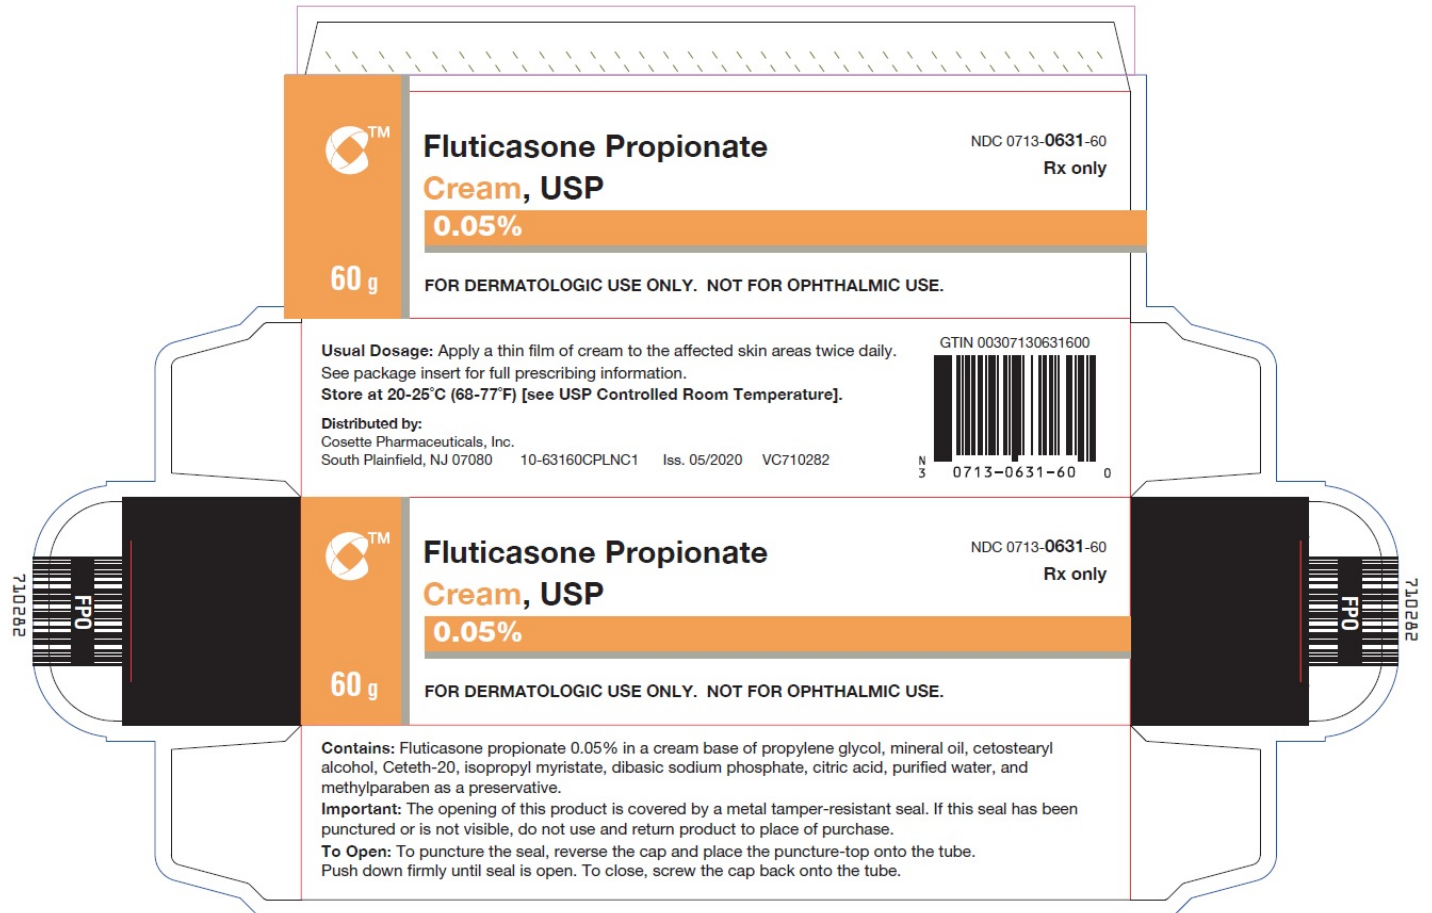 TM
Fluticasone Propionate
NDC 0713-0631-60
Cream, USP
Rx only
0.05%
60 g
FOR DERMATOLOGIC USE ONLY. NOT FOR OPHTHALMIC USE.
Usual Dosage: Apply a thin film of cream to the affected skin areas twice daily.
See package insert for full prescribing information.
Store at 20-25°C (68-77°F) [see USP Controlled Room Temperature].
Distributed by:
Cosette Pharmaceuticals, Inc.
South Plainfield, NJ 07080 10-63160CPLNC1 Iss. 05/2020 VC710282
GTIN 00307130631600
N
3 0713-0631-60 0
TM
Fluticasone Propionate
NDC 0713-0631-60
Cream, USP
Rx only
0.05%
60 g
FOR DERMATOLOGIC USE ONLY. NOT FOR OPHTHALMIC USE.
710282
FPO
FPO
710282
Contains: Fluticasone propionate 0.05% in a cream base of propylene glycol, mineral oil, cetostearyl
alcohol, Ceteth-20, isopropyl myristate, dibasic sodium phosphate, citric acid, purified water, and
methylparaben as a preservative.
Important: The opening of this product is covered by a metal tamper-resistant seal. If this seal has been
punctured or is not visible, do not use and return product to place of purchase.
To Open: To puncture the seal, reverse the cap and place the puncture-top onto the tube.
Push down firmly until seal is open. To close, screw the cap back onto the tube.